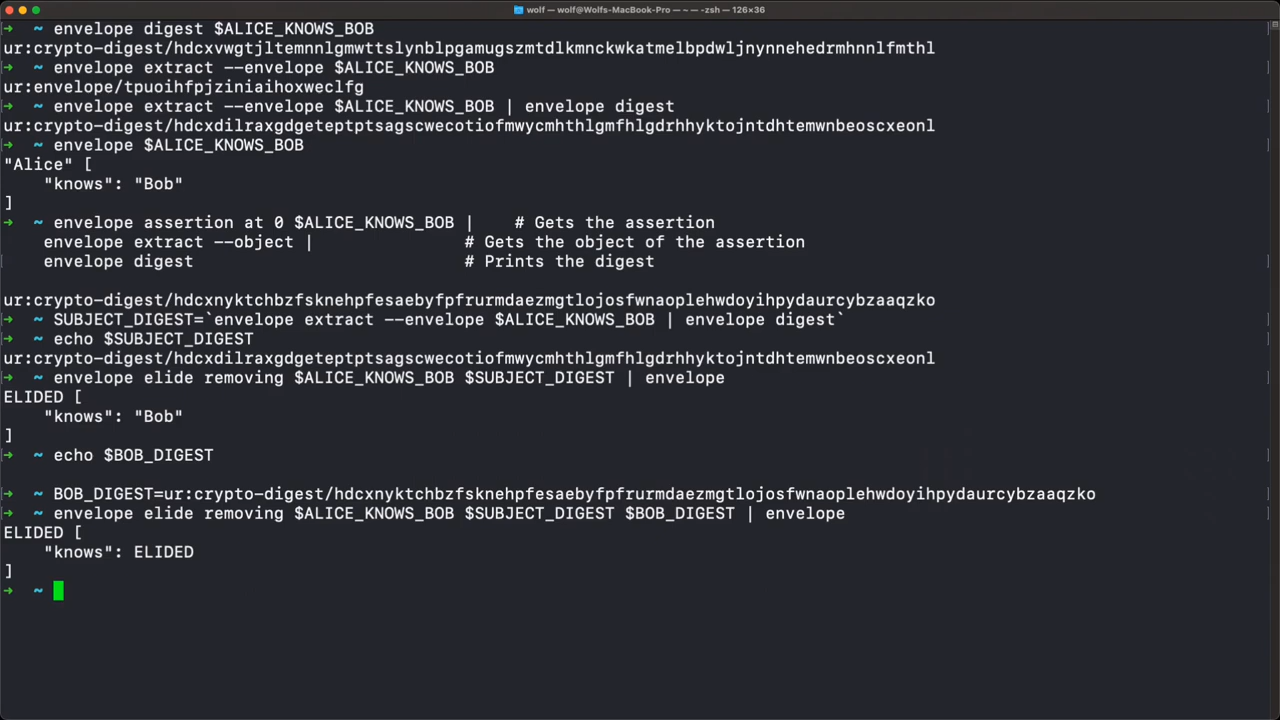 wolf — wolf@Wolfs-MacBook-Pro — ~ — -zsh — 126×36
➜ ~ envelope digest $ALICE_KNOWS_BOB
ur:crypto-digest/hdcxvwgtjltemnnlgmwttslynblpgamugszmtdlkmnckwkatmelbpdwljnynnehedrmhnnlfmthl
➜ ~ envelope extract --envelope $ALICE_KNOWS_BOB
ur:envelope/tpuoihfpjziniaihoxweclfg
➜ ~ envelope extract --envelope $ALICE_KNOWS_BOB | envelope digest
ur:crypto-digest/hdcxdilraxgdgeteptptsagscwecotiofmwycmhthlgmfhlgdrhhyktojntdhtemwnbeoscxeonl
➜ ~ envelope $ALICE_KNOWS_BOB
"Alice" [
    "knows": "Bob"
]
➜ ~ envelope assertion at 0 $ALICE_KNOWS_BOB |    # Gets the assertion
    envelope extract --object |               # Gets the object of the assertion
    envelope digest                           # Prints the digest
ur:crypto-digest/hdcxnyktchbzfsknehpfesaebyfpfrurmdaezmgtlojosfwnaoplehwdoyihpydaurcybzaaqzko
➜ ~ SUBJECT_DIGEST=`envelope extract --envelope $ALICE_KNOWS_BOB | envelope digest`
➜ ~ echo $SUBJECT_DIGEST
ur:crypto-digest/hdcxdilraxgdgeteptptsagscwecotiofmwycmhthlgmfhlgdrhhyktojntdhtemwnbeoscxeonl
➜ ~ envelope elide removing $ALICE_KNOWS_BOB $SUBJECT_DIGEST | envelope
ELIDED [
    "knows": "Bob"
]
➜ ~ echo $BOB_DIGEST
➜ ~ BOB_DIGEST=ur:crypto-digest/hdcxnyktchbzfsknehpfesaebyfpfrurmdaezmgtlojosfwnaoplehwdoyihpydaurcybzaaqzko
➜ ~ envelope elide removing $ALICE_KNOWS_BOB $SUBJECT_DIGEST $BOB_DIGEST | envelope
ELIDED [
    "knows": ELIDED
]
➜ ~